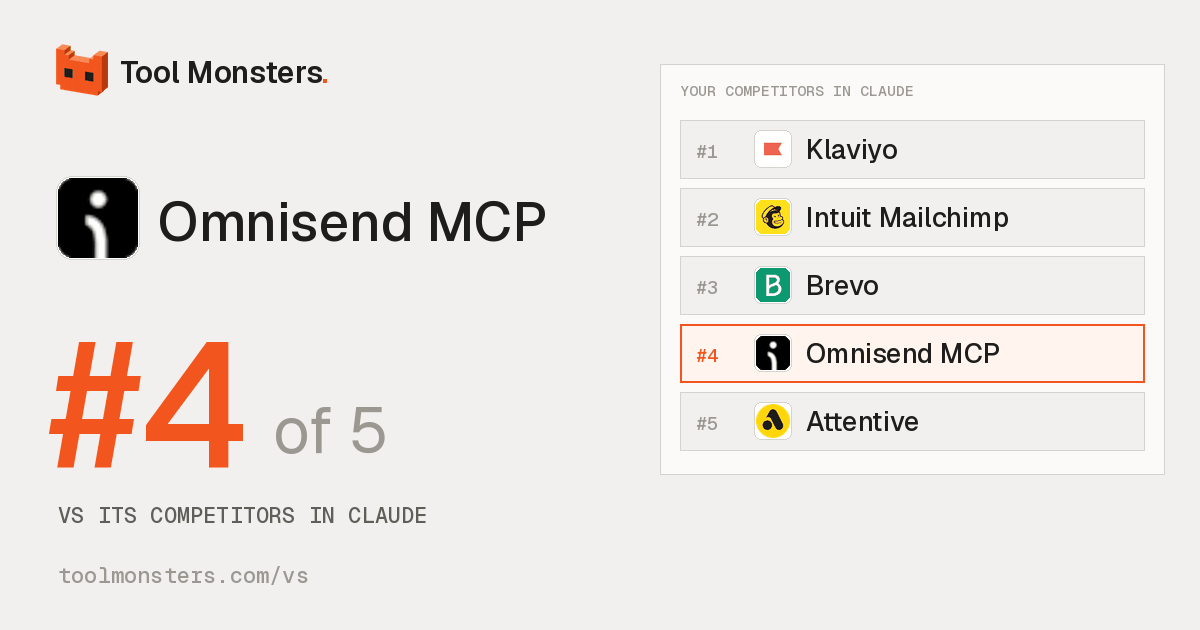 Tool Monsters.
Omnisend MCP
#4 of 5
VS ITS COMPETITORS IN CLAUDE
toolmonsters.com/vs
YOUR COMPETITORS IN CLAUDE
#1 Klaviyo
#2 Intuit Mailchimp
#3 Brevo
#4 Omnisend MCP
#5 Attentive